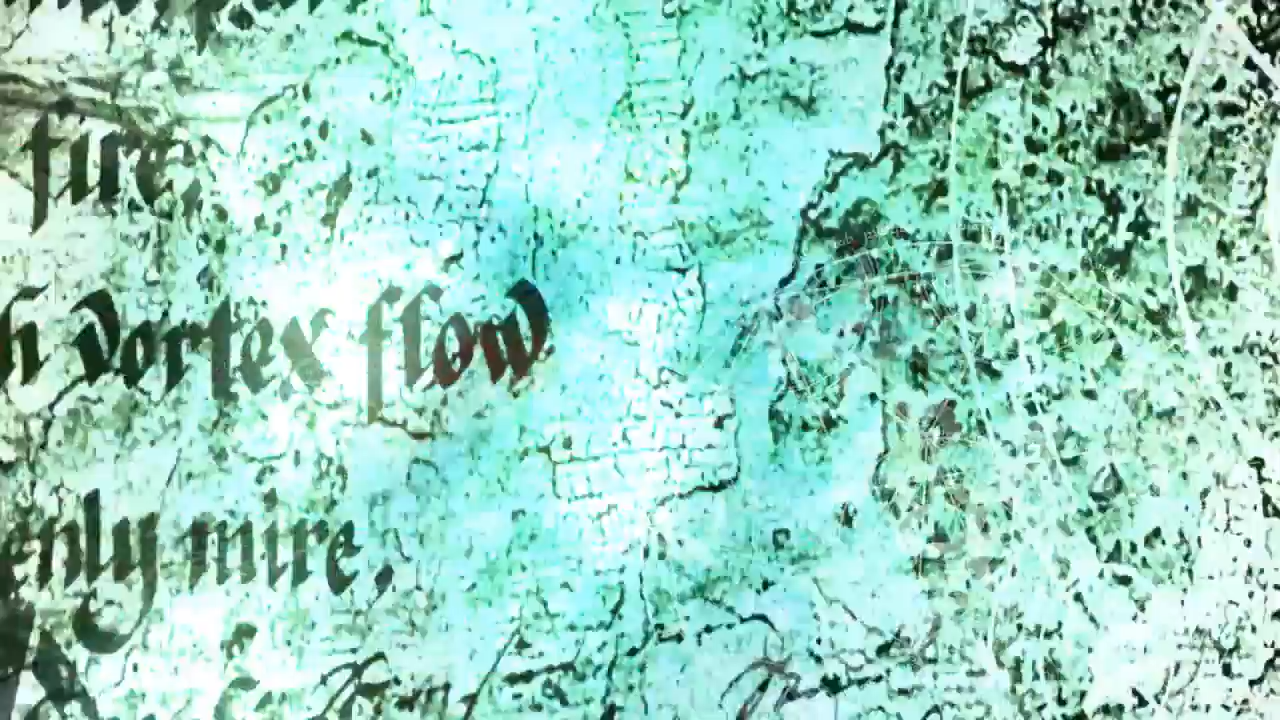 fire,
h vortex flow
enly mire,